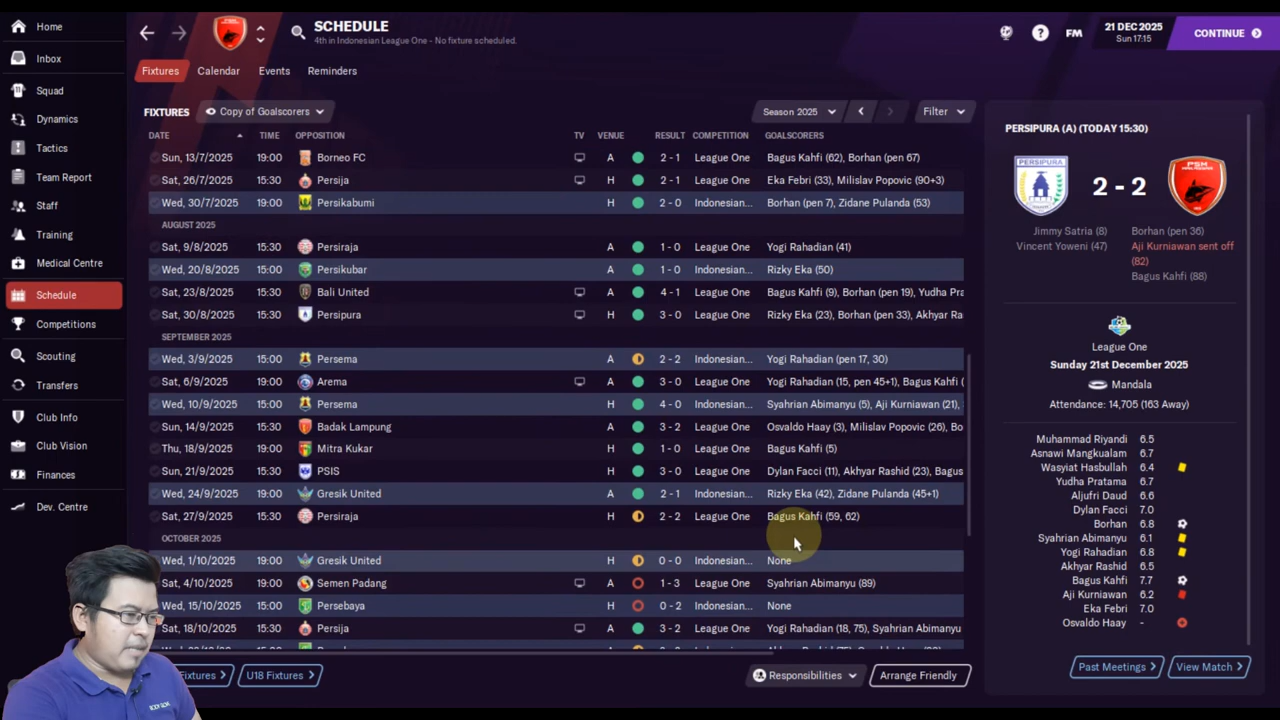 Home
Inbox
Squad
Dynamics
Tactics
Team Report
Staff
Training
Medical Centre
Schedule
Competitions
Scouting
Transfers
Club Info
Club Vision
Finances
Dev. Centre
SCHEDULE
4th in Indonesian League One - No fixture scheduled.
FM
21 DEC 2025
Sun 17:15
CONTINUE
Fixtures Calendar Events Reminders
FIXTURES Copy of Goalscorers Season 2025 Filter
DATE TIME OPPOSITION TV VENUE RESULT COMPETITION GOALSCORERS
Sun, 13/7/2025 19:00 Borneo FC A 2 - 1 League One Bagus Kahfi (62), Borhan (pen 67)
Sat, 26/7/2025 15:30 Persija H 2 - 1 League One Eka Febri (33), Milislav Popovic (90+3)
Wed, 30/7/2025 19:00 Persikabumi H 2 - 0 Indonesian... Borhan (pen 7), Zidane Pulanda (53)
AUGUST 2025
Sat, 9/8/2025 15:30 Persiraja A 1 - 0 League One Yogi Rahadian (41)
Wed, 20/8/2025 15:00 Persikubar A 1 - 0 Indonesian... Rizky Eka (50)
Sat, 23/8/2025 15:30 Bali United A 4 - 1 League One Bagus Kahfi (9), Borhan (pen 19), Yudha Pra
Sat, 30/8/2025 15:30 Persipura H 3 - 0 League One Rizky Eka (23), Borhan (pen 33), Akhyar Ras
SEPTEMBER 2025
Wed, 3/9/2025 15:00 Persema A 2 - 2 Indonesian... Yogi Rahadian (pen 17, 30)
Sat, 6/9/2025 19:00 Arema A 3 - 0 League One Yogi Rahadian (15, pen 45+1), Bagus Kahfi (
Wed, 10/9/2025 15:00 Persema H 4 - 0 Indonesian... Syahrian Abimanyu (5), Aji Kurniawan (21),
Sun, 14/9/2025 15:30 Badak Lampung A 3 - 2 League One Osvaldo Haay (3), Milislav Popovic (26), Bo
Thu, 18/9/2025 19:00 Mitra Kukar H 1 - 0 League One Bagus Kahfi (5)
Sun, 21/9/2025 15:30 PSIS H 3 - 0 League One Dylan Facci (11), Akhyar Rashid (23), Bagus
Wed, 24/9/2025 19:00 Gresik United A 2 - 1 Indonesian... Rizky Eka (42), Zidane Pulanda (45+1)
Sat, 27/9/2025 15:30 Persiraja H 2 - 2 League One Bagus Kahfi (59, 62)
OCTOBER 2025
Wed, 1/10/2025 19:00 Gresik United H 0 - 0 Indonesian... None
Sat, 4/10/2025 19:00 Semen Padang A 1 - 3 League One Syahrian Abimanyu (89)
Wed, 15/10/2025 15:00 Persebaya H 0 - 2 Indonesian... None
Sat, 18/10/2025 15:30 Persija A 3 - 2 League One Yogi Rahadian (18, 75), Syahrian Abimanyu
Fixtures U18 Fixtures Responsibilities Arrange Friendly
PERSIPURA (A) (TODAY 15:30)
PERSIPURA PSM
2 - 2
Jimmy Satria (8)
Vincent Yoweni (47)
Borhan (pen 36)
Aji Kurniawan sent off
(82)
Bagus Kahfi (88)
League One
Sunday 21st December 2025
Mandala
Attendance: 14,705 (163 Away)
Muhammad Riyandi 6.5
Asnawi Mangkualam 6.7
Wasyiat Hasbullah 6.4
Yudha Pratama 6.7
Aljufri Daud 6.6
Dylan Facci 7.0
Borhan 6.8
Syahrian Abimanyu 6.1
Yogi Rahadian 6.8
Akhyar Rashid 6.5
Bagus Kahfi 7.7
Aji Kurniawan 6.2
Eka Febri 7.0
Osvaldo Haay -
Past Meetings View Match